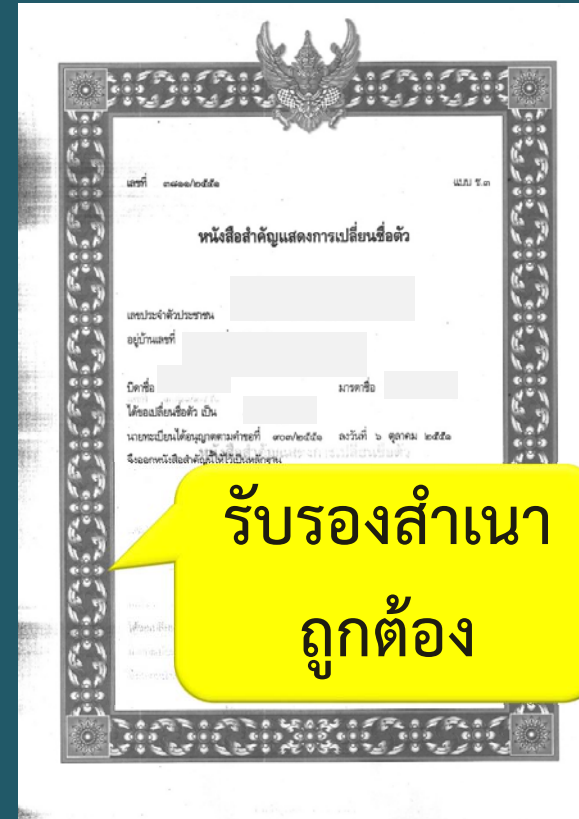 เลขที่ ๓๘๑๑/๒๕๕๑ แบบ ช.๓
หนังสือสำคัญแสดงการเปลี่ยนชื่อตัว
เลขประจำตัวประชาชน
อยู่บ้านเลขที่
บิดาชื่อ มารดาชื่อ
ได้ขอเปลี่ยนชื่อตัว เป็น
นายทะเบียนได้อนุญาตตามคำขอที่ ๓๐๓/๒๕๕๑ ลงวันที่ ๖ ตุลาคม ๒๕๕๑
จึงออกหนังสือสำคัญนี้ให้ไว้เป็นหลักฐาน
รับรองสำเนา
ถูกต้อง